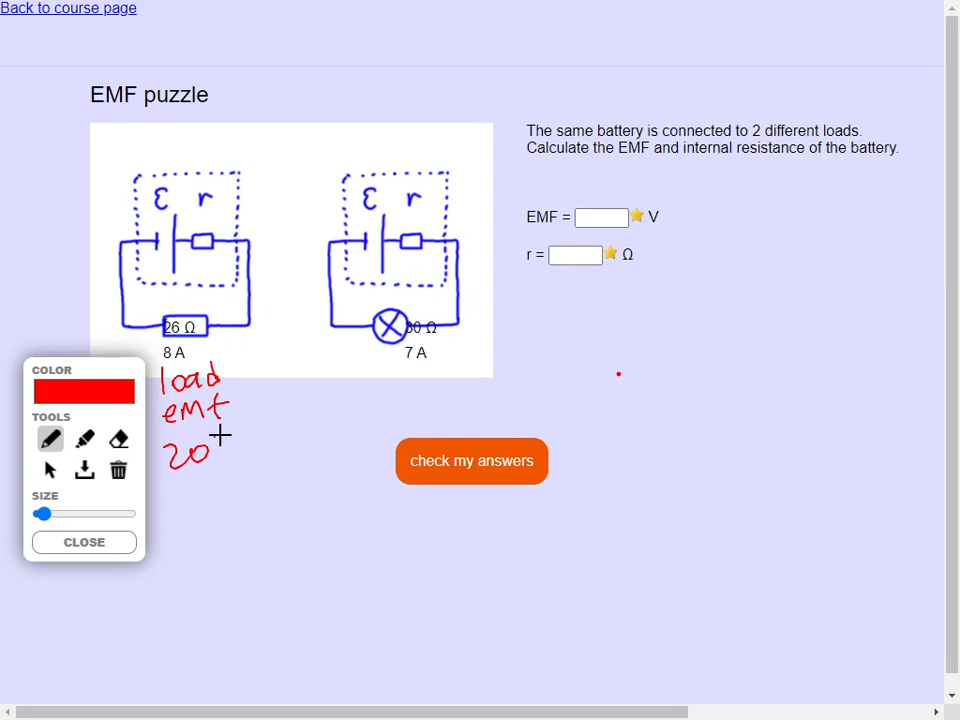 Back to course page
EMF puzzle
The same battery is connected to 2 different loads.
Calculate the EMF and internal resistance of the battery.
EMF = V
r = Ω
ε r
ε r
26 Ω
8 A
30 Ω
7 A
load
emf
20
COLOR
TOOLS
SIZE
CLOSE
check my answers